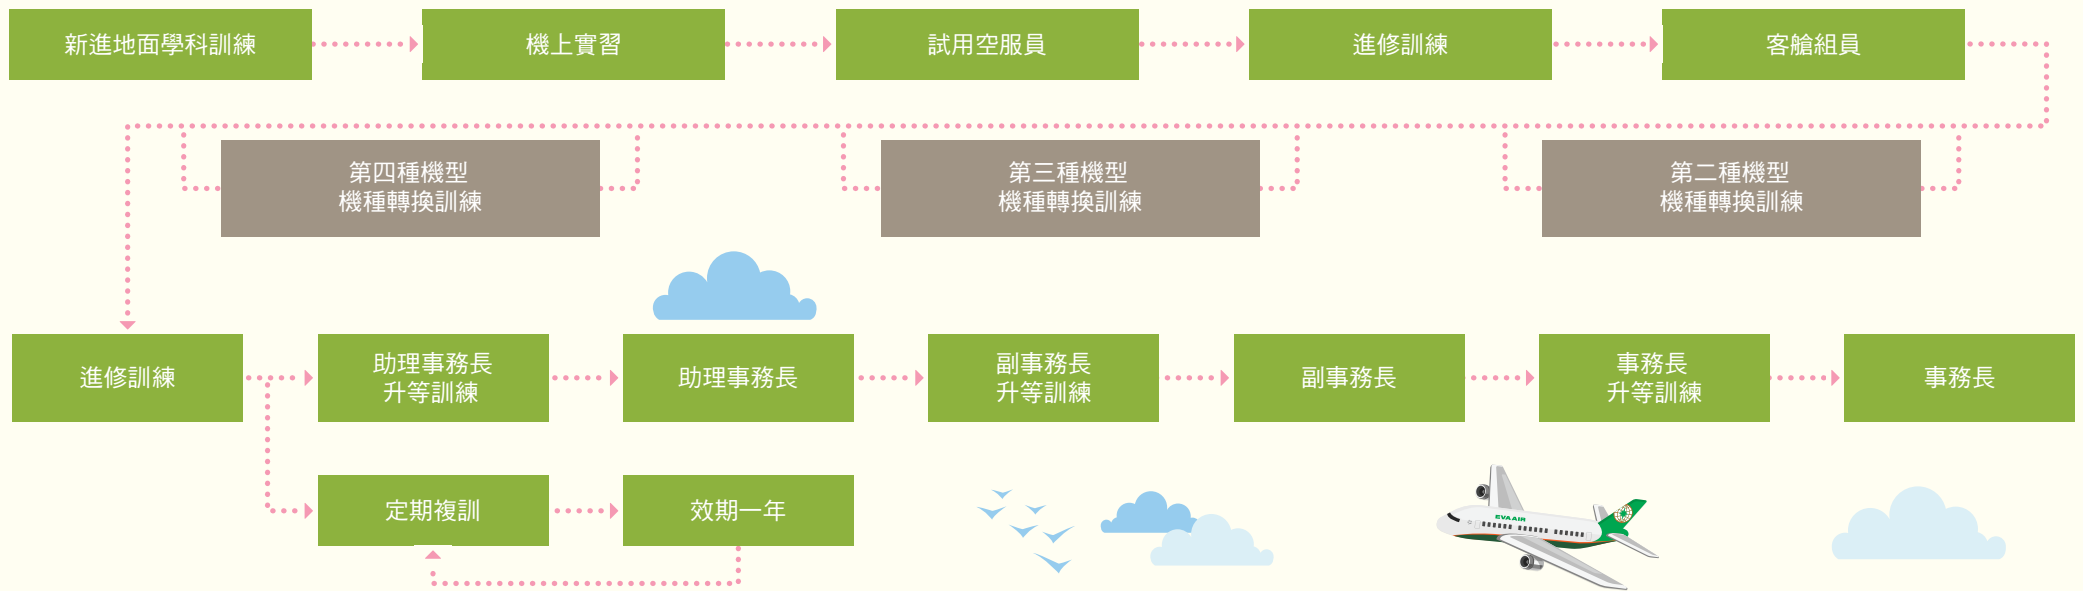 新進地面學科訓練
機上實習
試用空服員
進修訓練
客艙組員
第四種機型
機種轉換訓練
第三種機型
機種轉換訓練
第二種機型
機種轉換訓練
進修訓練
助理事務長
升等訓練
助理事務長
副事務長
升等訓練
副事務長
事務長
升等訓練
事務長
定期複訓
效期一年
EVA AIR